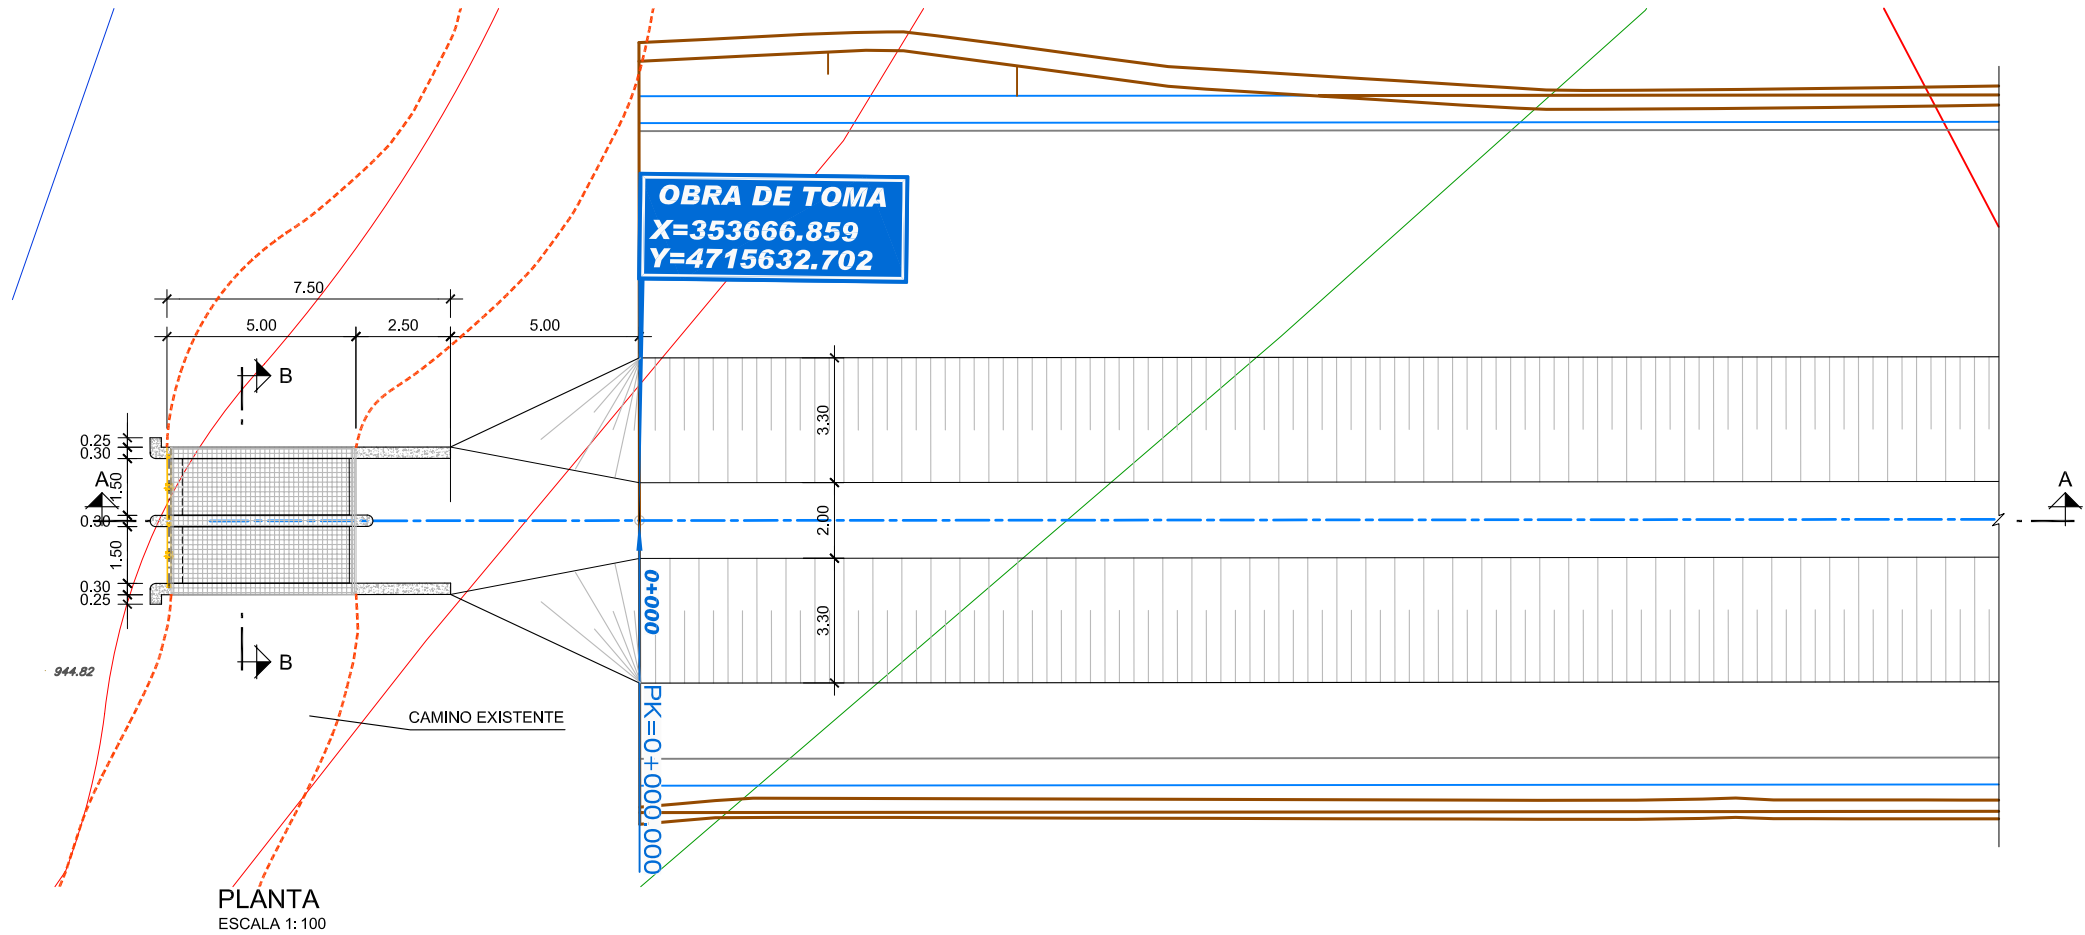 OBRA DE TOMA
X=353666.859
Y=4715632.702
7.50
5.00
2.50
5.00
B
0.25
0.30
A
1.50
0.30
1.50
0.30
0.25
3.30
2.00
3.30
A
0+000
B
944.82
PK=0+000.000
CAMINO EXISTENTE
PLANTA
ESCALA 1:100